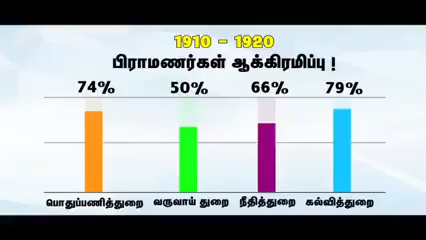 1910 - 1920
பிராமணர்கள் ஆக்கிரமிப்பு !
74% 50% 66% 79%
பொதுப்பணித்துறை வருவாய் துறை நீதித்துறை கல்வித்துறை